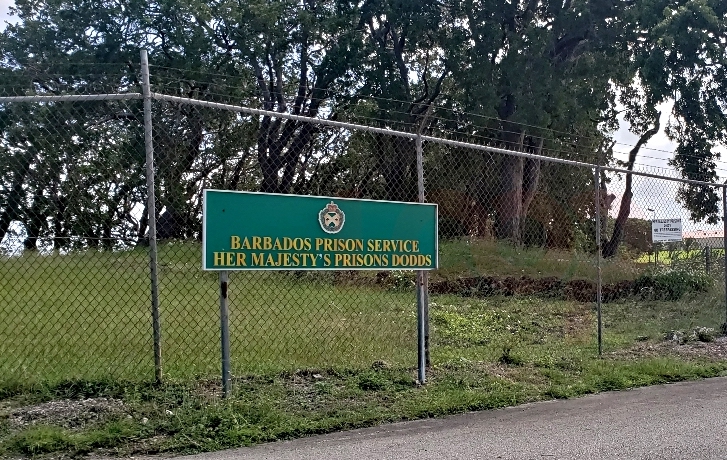 BARBADOS PRISON SERVICE
HER MAJESTY'S PRISONS DODDS